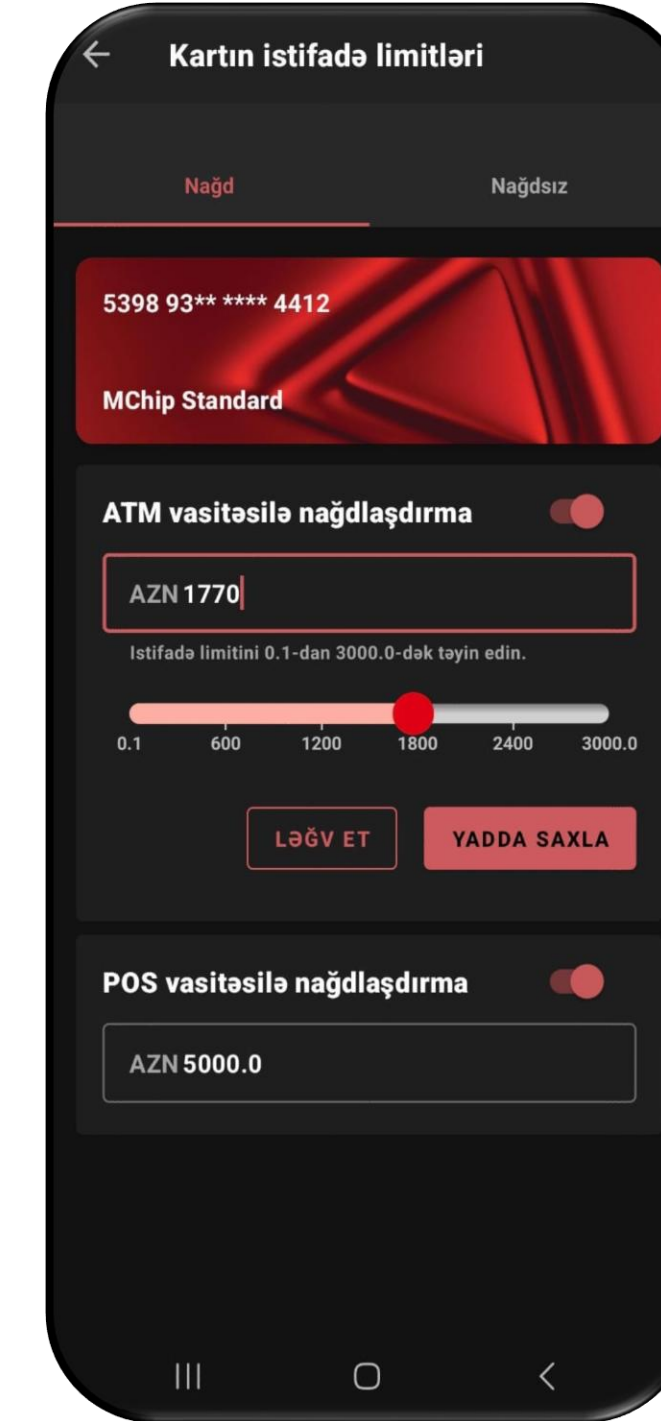 Kartın istifadə limitləri
Nağd Nağdsız
5398 93** **** 4412
MChip Standard
ATM vasitəsilə nağdlaşdırma
AZN 1770
Istifadə limitini 0.1-dan 3000.0-dək təyin edin.
0.1 600 1200 1800 2400 3000.0
LƏĞV ET YADDA SAXLA
POS vasitəsilə nağdlaşdırma
AZN 5000.0